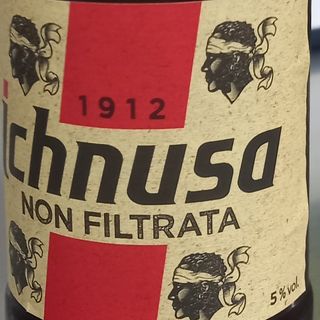 1912
ichnusa
NON FILTRATA
5% vol.